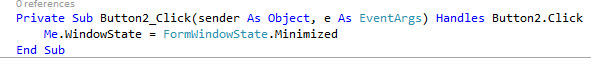 0 references
Private Sub Button2_Click(sender As Object, e As EventArgs) Handles Button2.Click
    Me.WindowState = FormWindowState.Minimized
End Sub